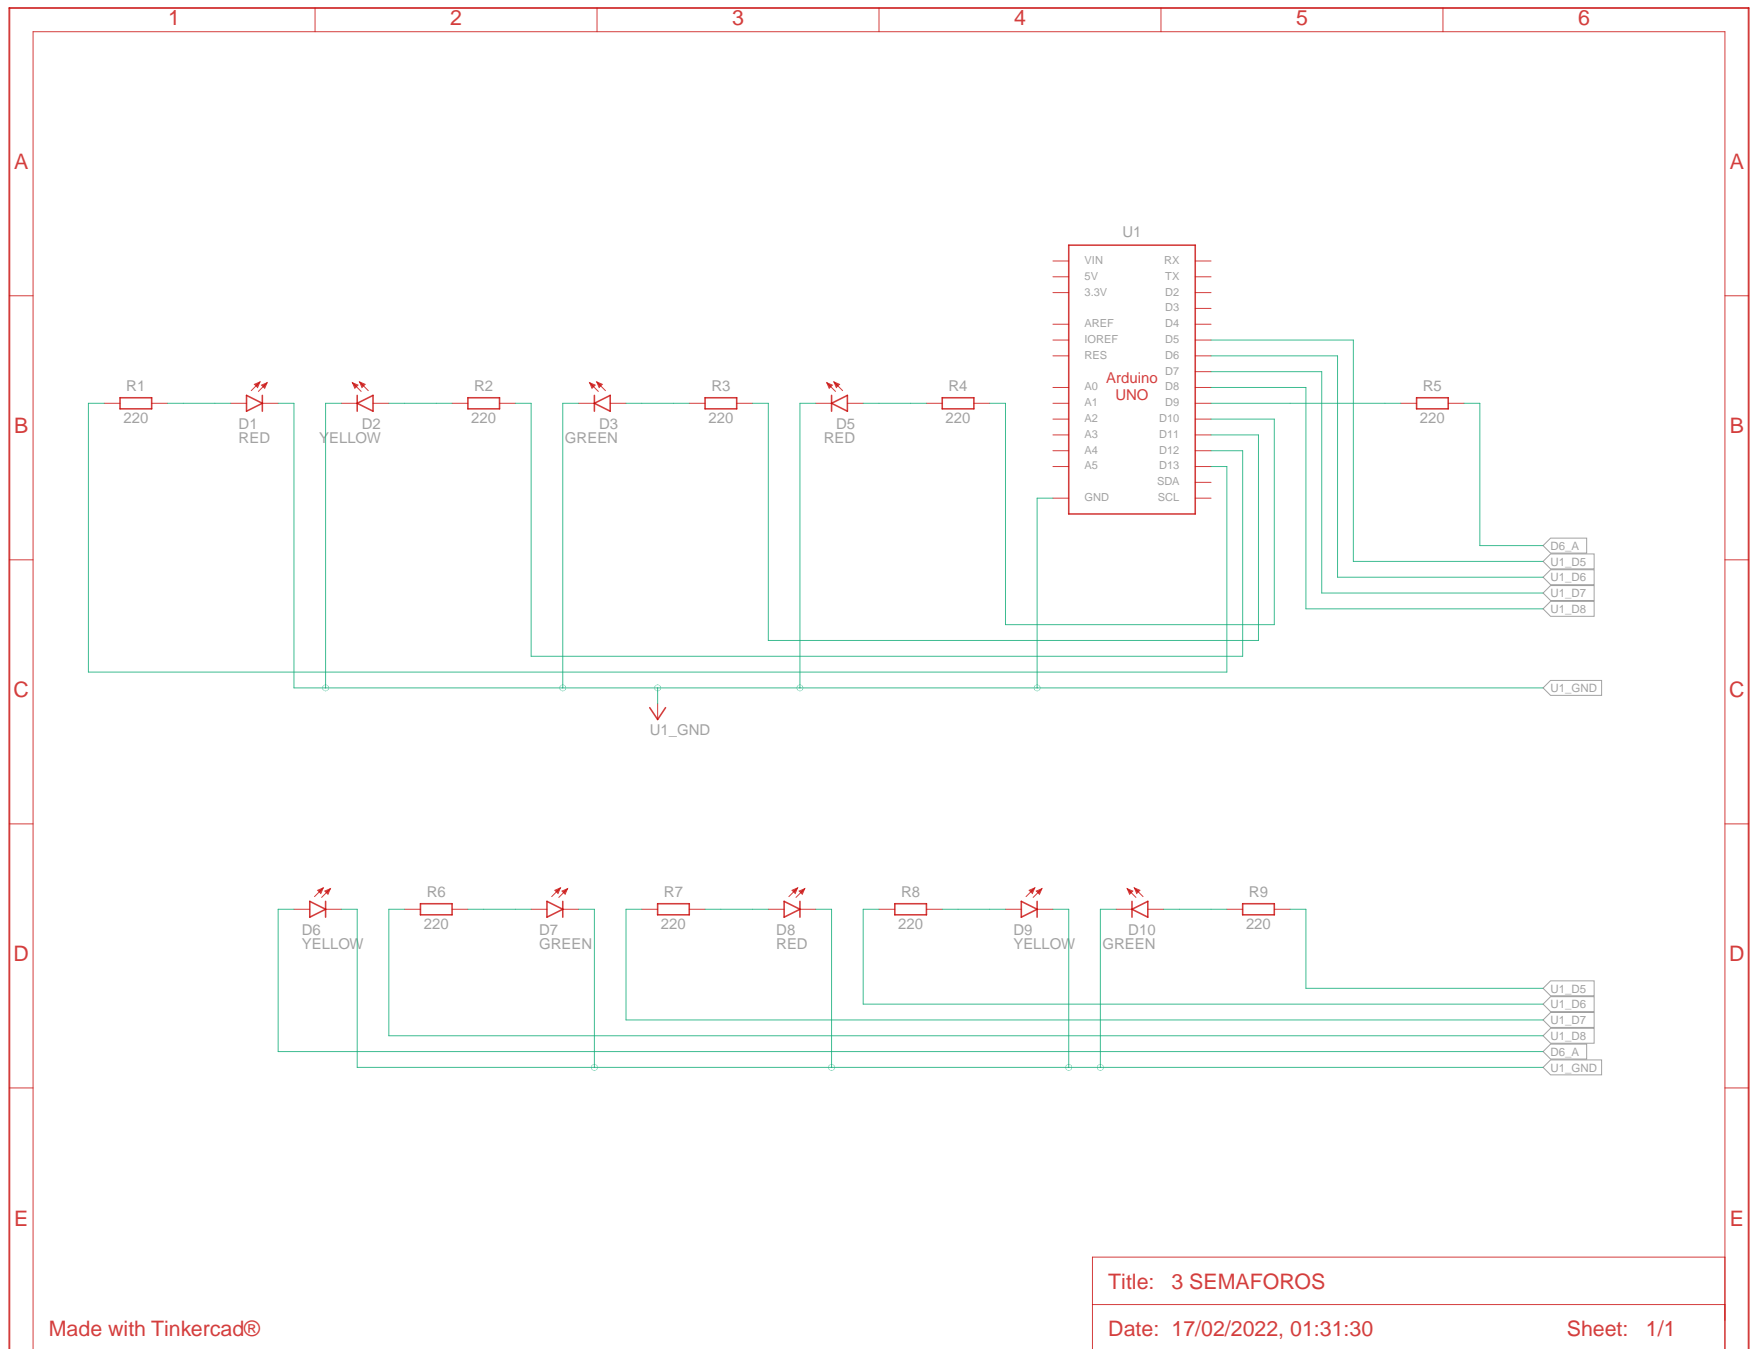 1 2 3 4 5 6
A A
U1
VIN RX
5V TX
3.3V D2
D3
AREF D4
IOREF D5
RES D6
D7
Arduino
UNO
A0 D8
A1 D9
A2 D10
A3 D11
A4 D12
A5 D13
SDA
GND SCL
R1 R2 R3 R4 R5
220 220 220 220 220
D1 D2 D3 D5
RED YELLOW GREEN RED
B B
D6_A
U1_D5
U1_D6
U1_D7
U1_D8
C C
U1_GND
U1_GND
R6 R7 R8 R9
220 220 220 220
D6 D7 D8 D9 D10
YELLOW GREEN RED YELLOW GREEN
D D
U1_D5
U1_D6
U1_D7
U1_D8
D6_A
U1_GND
E E
Title: 3 SEMAFOROS
Made with Tinkercad®
Date: 17/02/2022, 01:31:30 Sheet: 1/1